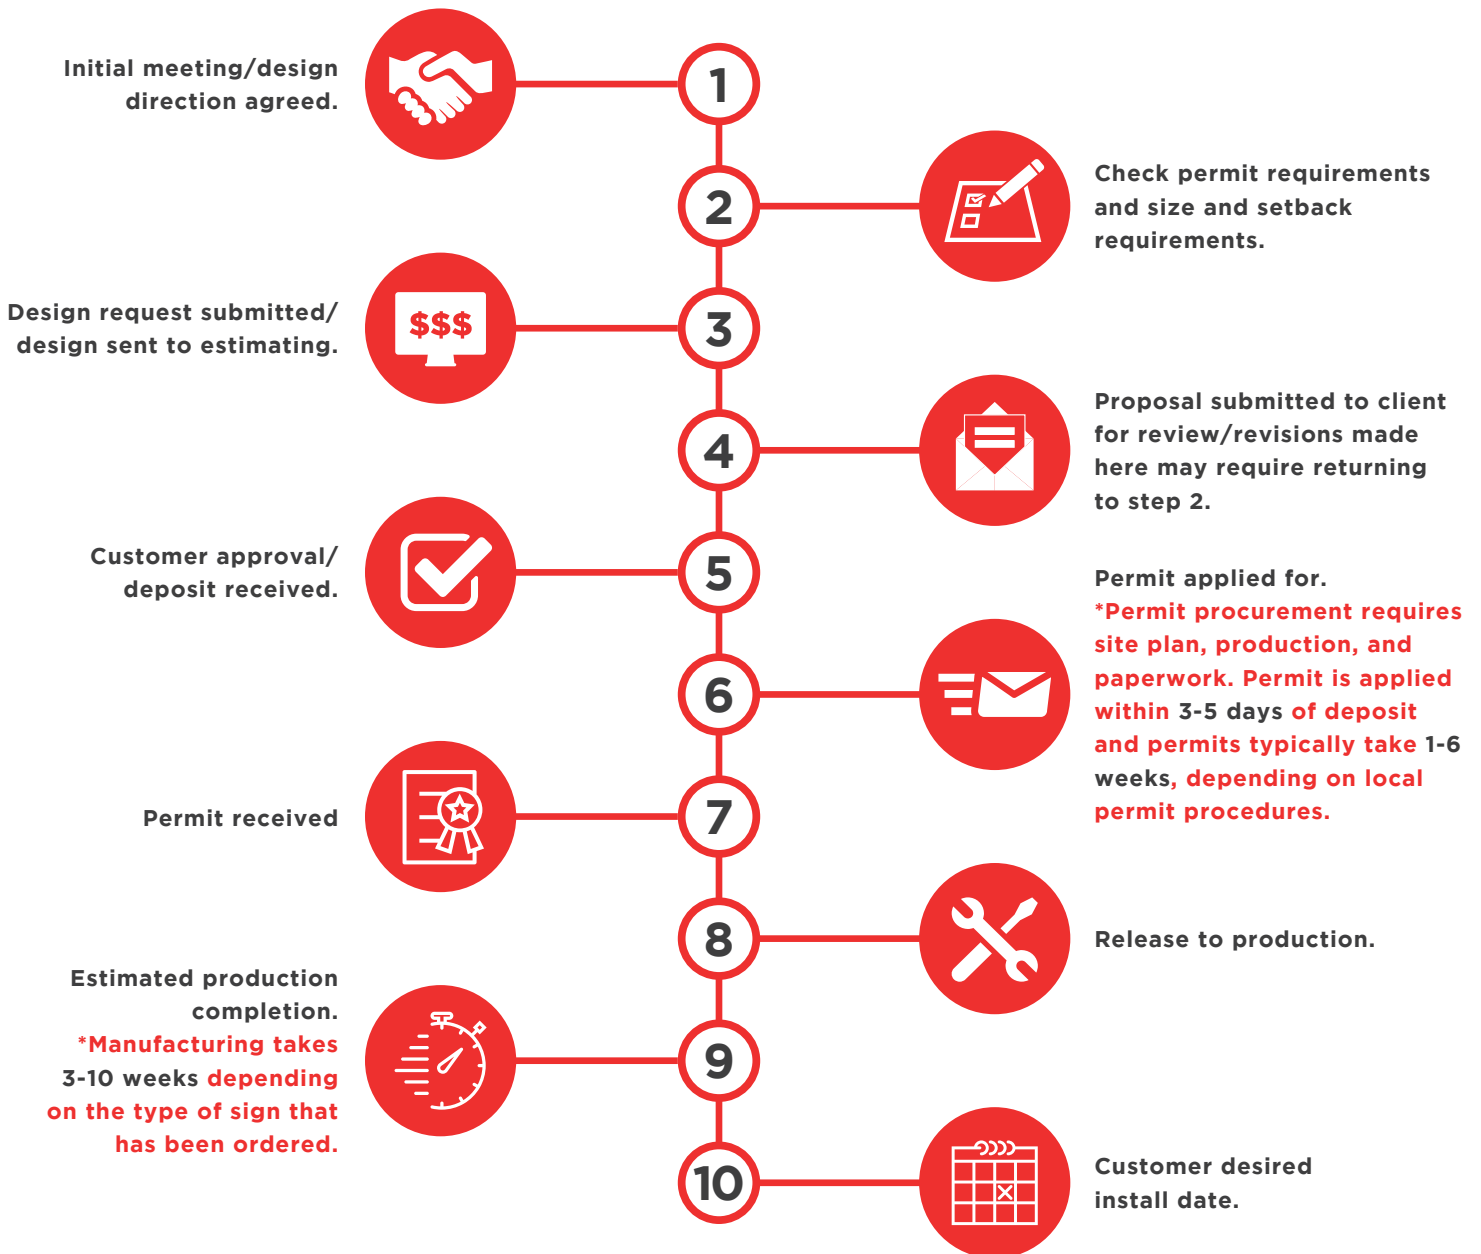 Initial meeting/design
direction agreed.
1
2
Check permit requirements
and size and setback
requirements.
Design request submitted/
design sent to estimating.
$$$
3
4
Proposal submitted to client
for review/revisions made
here may require returning
to step 2.
Customer approval/
deposit received.
5
6
Permit applied for.
*Permit procurement requires
site plan, production, and
paperwork. Permit is applied
within 3-5 days of deposit
and permits typically take 1-6
weeks, depending on local
permit procedures.
Permit received
7
8
Release to production.
Estimated production
completion.
*Manufacturing takes
3-10 weeks depending
on the type of sign that
has been ordered.
9
10
Customer desired
install date.